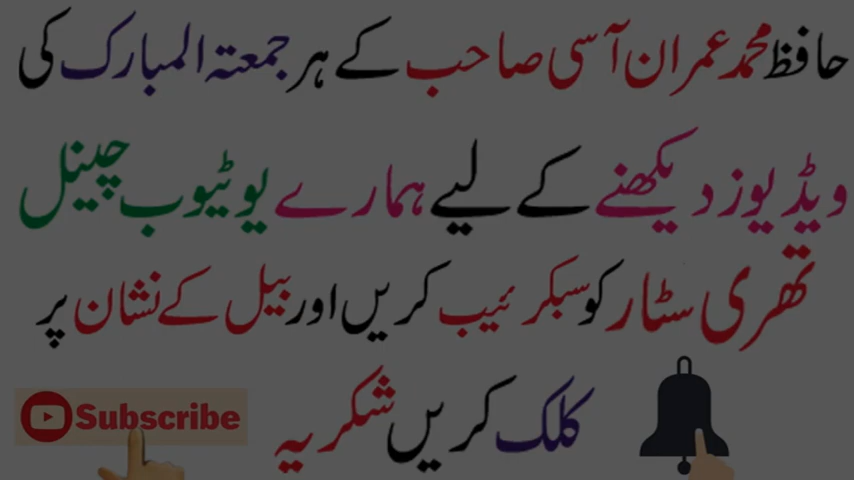 حافظ محمد عمران آسی صاحب کے ہر جمعتہ المبارک کی
ویڈیوز دیکھنے کے لیے ہمارے یوٹیوب چینل
تھری سٹار کو سبکرئیب کریں اور بیل کے نشان پر
کلک کریں شکریہ
Subscribe